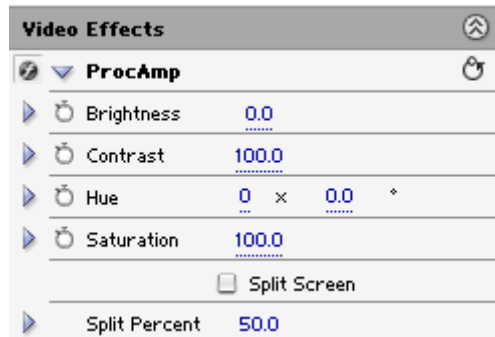 Video Effects
ProcAmp
Brightness 0.0
Contrast 100.0
Hue 0 x 0.0 °
Saturation 100.0
Split Screen
Split Percent 50.0